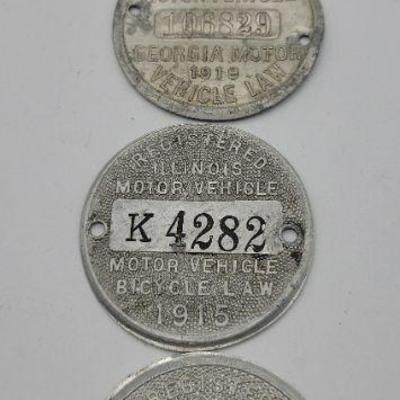 106829
GEORGIA MOTOR
1919
VEHICLE LAW
REGISTERED
ILLINOIS
MOTOR VEHICLE
K 4282
MOTOR VEHICLE
BICYCLE LAW
1915